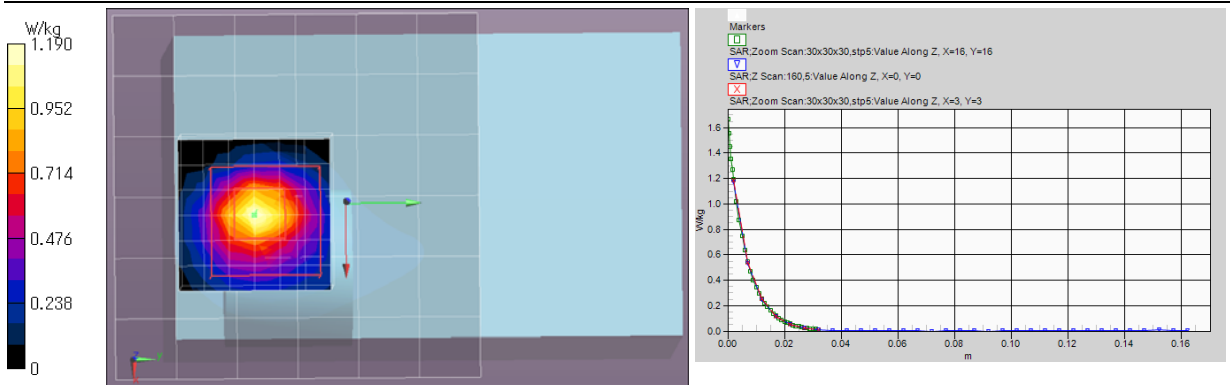 W/kg
1.190
0.952
0.714
0.476
0.238
0
Markers
SAR;Zoom Scan:30x30x30,stp5:Value Along Z, X=16, Y=16
SAR;Z Scan:160,5:Value Along Z, X=0, Y=0
SAR;Zoom Scan:30x30x30,stp5:Value Along Z, X=3, Y=3
1.6
1.4
1.2
1.0
0.8
0.6
0.4
0.2
0.0
W/kg
0.00 0.02 0.04 0.06 0.08 0.10 0.12 0.14 0.16
m